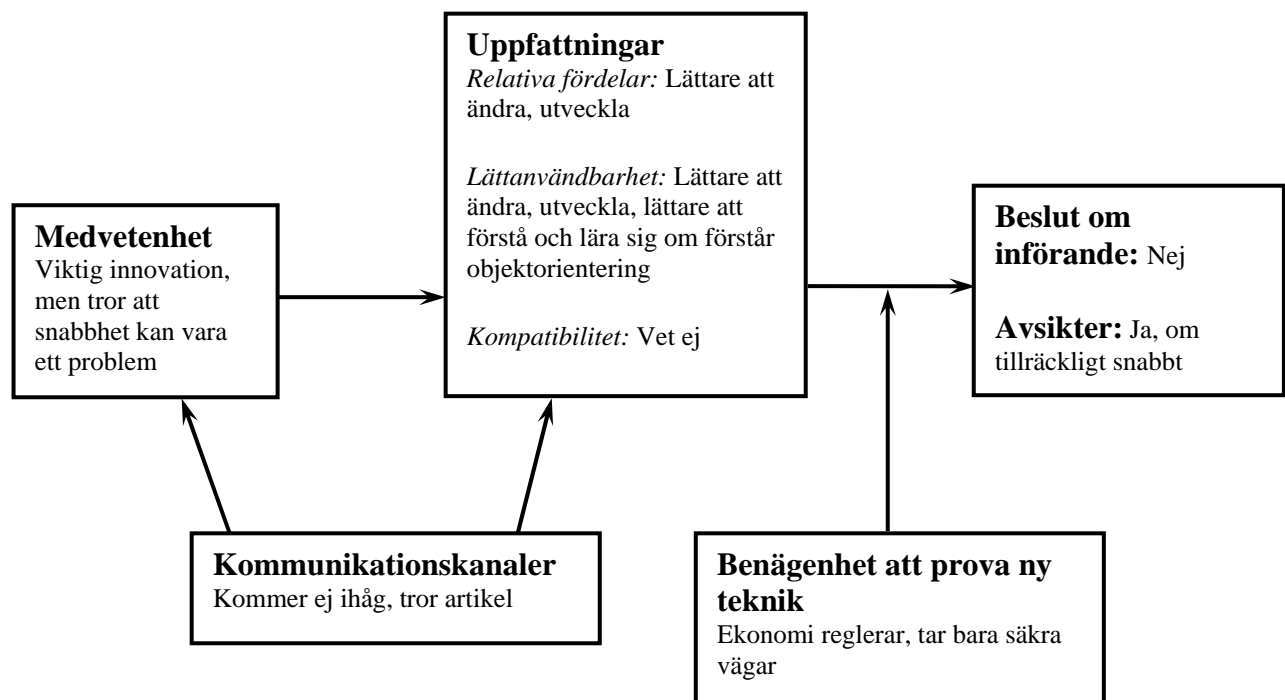 Medvetenhet
Viktig innovation,
men tror att
snabbhet kan vara
ett problem
Uppfattningar
Relativa fördelar: Lättare att
ändra, utveckla
Lättanvändbarhet: Lättare att
ändra, utveckla, lättare att
förstå och lära sig om förstår
objektorientering
Kompatibilitet: Vet ej
Beslut om
införande: Nej
Avsikter: Ja, om
tillräckligt snabbt
Kommunikationskanaler
Kommer ej ihåg, tror artikel
Benägenhet att prova ny
teknik
Ekonomi reglerar, tar bara säkra
vägar